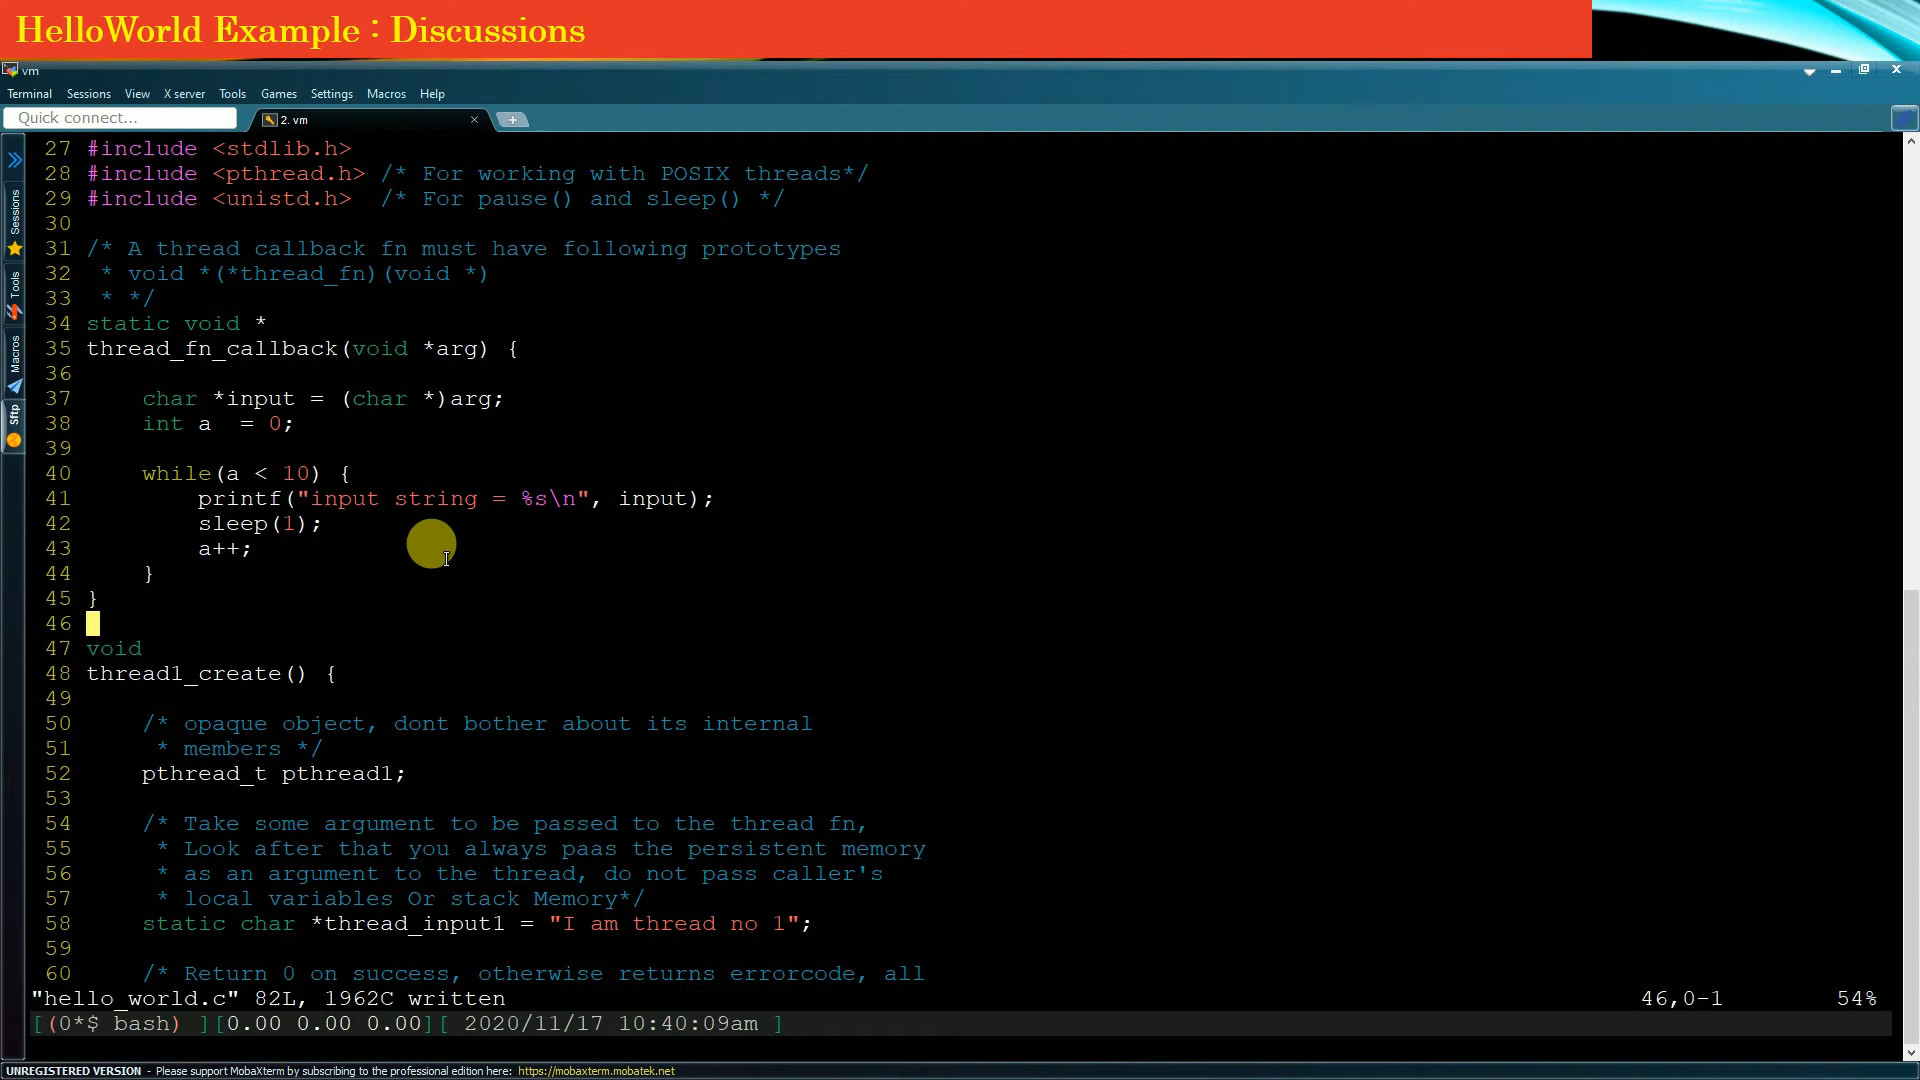 HelloWorld Example : Discussions
vm
Terminal Sessions View X server Tools Games Settings Macros Help
Quick connect...
2. vm
Sessions
Tools
Macros
Sftp
27 #include <stdlib.h>
28 #include <pthread.h> /* For working with POSIX threads*/
29 #include <unistd.h>  /* For pause() and sleep() */
30
31 /* A thread callback fn must have following prototypes
32  * void *(*thread_fn)(void *)
33  * */
34 static void *
35 thread_fn_callback(void *arg) {
36
37     char *input = (char *)arg;
38     int a  = 0;
39
40     while(a < 10) {
41         printf("input string = %s\n", input);
42         sleep(1);
43         a++;
44     }
45 }
46
47 void
48 thread1_create() {
49
50     /* opaque object, dont bother about its internal
51      * members */
52     pthread_t pthread1;
53
54     /* Take some argument to be passed to the thread fn,
55      * Look after that you always paas the persistent memory
56      * as an argument to the thread, do not pass caller's
57      * local variables Or stack Memory*/
58     static char *thread_input1 = "I am thread no 1";
59
60     /* Return 0 on success, otherwise returns errorcode, all
"hello_world.c" 82L, 1962C written 46,0-1 54%
[(0*$ bash) ][0.00 0.00 0.00][ 2020/11/17 10:40:09am ]
UNREGISTERED VERSION - Please support MobaXterm by subscribing to the professional edition here: https://mobaxterm.mobatek.net